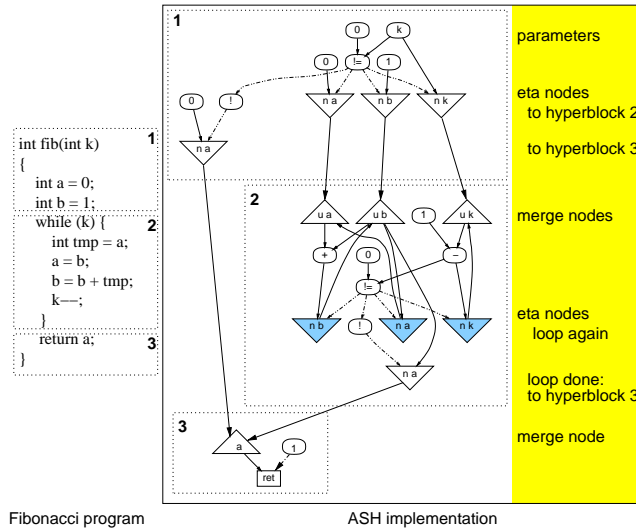 1
0
k
parameters
!=
0
1
0
!
n a
n b
n k
eta nodes
to hyperblock 2
n a
to hyperblock 3
1
int fib(int k)
{
int a = 0;
int b = 1;
2
while (k) {
int tmp = a;
a = b;
b = b + tmp;
k−−;
}
3
return a;
}
2
u a
u b
1
u k
merge nodes
+
0
−
!=
n b
!
n a
n k
eta nodes
loop again
n a
loop done:
to hyperblock 3
3
a
1
merge node
ret
Fibonacci program
ASH implementation